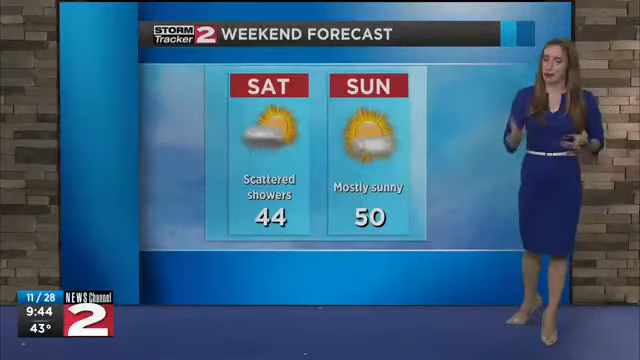 STORM
Tracker 2 WEEKEND FORECAST
SAT SUN
Scattered
showers
Mostly sunny
44 50
11/28
9:44
43°
NEWS Channel
2